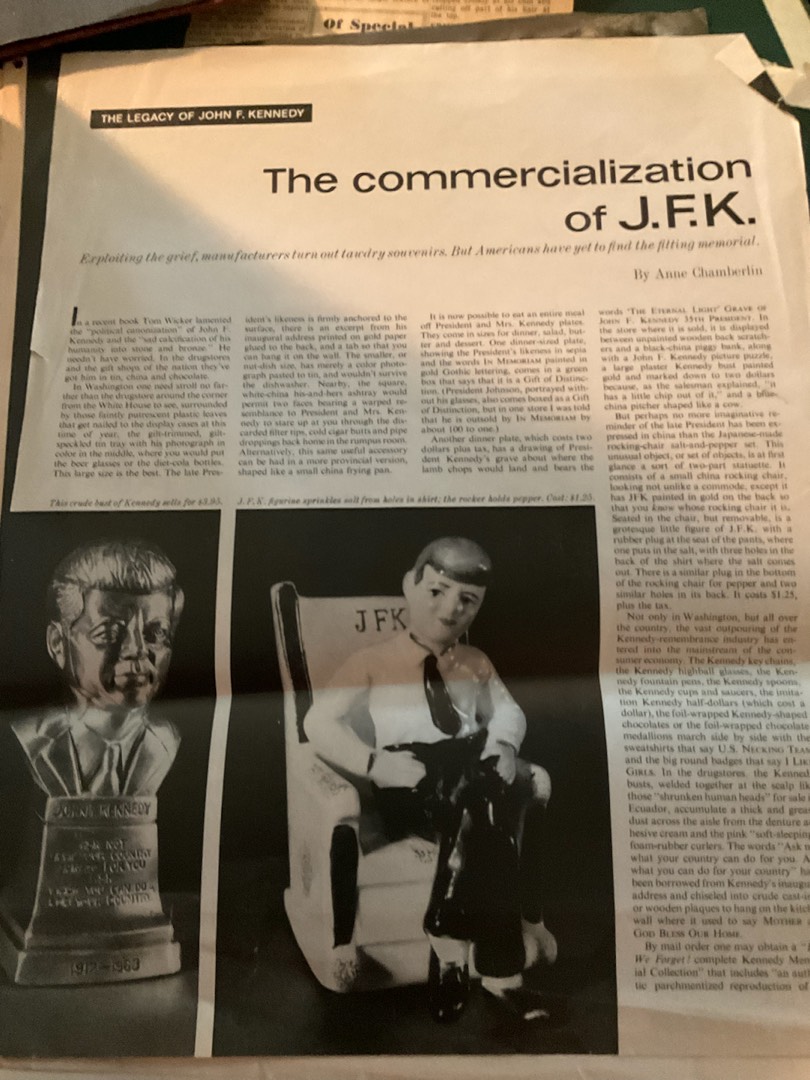 Of Special
THE LEGACY OF JOHN F. KENNEDY
The commercialization
of J.F.K.
Exploiting the grief, manufacturers turn out tawdry souvenirs. But Americans have yet to find the fitting memorial.
By Anne Chamberlin
In a recent book Tom Wicker lamented
the "political canonization" of John F.
Kennedy and the "sad calcification of his
humanity into stone and bronze." He
needn't have worried. In the drugstores
and the gift shops of the nation they've
got him in tin, china and chocolate.
In Washington one need stroll no far-
ther than the drugstore around the corner
from the White House to see, surrounded
by those faintly putrescent plastic leaves
that get nailed to the display cases at this
time of year, the gilt-trimmed, gilt-
speckled tin tray with his photograph in
color in the middle, where you would put
the beer glasses or the diet-cola bottles.
This large size is the best. The late Pres-
ident's likeness is firmly anchored to the
surface, there is an excerpt from his
inaugural address printed on gold paper
glued to the back, and a tab so that you
can hang it on the wall. The smaller, or
nut-dish size, has merely a color photo-
graph pasted to tin, and wouldn't survive
the dishwasher. Nearby, the square,
white-china his-and-hers ashtray would
permit two faces bearing a warped re-
semblance to President and Mrs. Ken-
nedy to stare up at you through the dis-
carded filter tips, cold cigar butts and pipe
droppings back home in the rumpus room.
Alternatively, this same useful accessory
can be had in a more provincial version,
shaped like a small china frying pan.
It is now possible to eat an entire meal
off President and Mrs. Kennedy plates.
They come in sizes for dinner, salad, but-
ter and dessert. One dinner-sized plate,
showing the President's likeness in sepia
and the words IN MEMORIAM painted in
gold Gothic lettering, comes in a green
box that says that it is a Gift of Distinc-
tion. (President Johnson, portrayed with-
out his glasses, also comes boxed as a Gift
of Distinction, but in one store I was told
that he is outsold by IN MEMORIAM by
about 100 to one.)
Another dinner plate, which costs two
dollars plus tax, has a drawing of Presi-
dent Kennedy's grave about where the
lamb chops would land and bears the
words 'THE ETERNAL LIGHT' GRAVE OF
JOHN F. KENNEDY 35TH PRESIDENT. In
the store where it is sold, it is displayed
between unpainted wooden back scratch-
ers and a black-china piggy bank, along
with a John F. Kennedy picture puzzle,
a large plaster Kennedy bust painted
gold and marked down to two dollars
because, as the salesman explained, "it
has a little chip out of it," and a blue-
china pitcher shaped like a cow.
But perhaps no more imaginative re-
minder of the late President has been ex-
pressed in china than the Japanese-made
rocking-chair salt-and-pepper set. This
unusual object, or set of objects, is at first
glance a sort of two-part statuette. It
consists of a small china rocking chair,
looking not unlike a commode, except it
has JFK painted in gold on the back so
that you know whose rocking chair it is.
Seated in the chair, but removable, is a
grotesque little figure of J.F.K. with a
rubber plug at the seat of the pants, where
one puts in the salt, with three holes in the
back of the shirt where the salt comes
out. There is a similar plug in the bottom
of the rocking chair for pepper and two
similar holes in its back. It costs $1.25,
plus the tax.
Not only in Washington, but all over
the country, the vast outpouring of the
Kennedy-remembrance industry has en-
tered into the mainstream of the con-
sumer economy. The Kennedy key chains,
the Kennedy highball glasses, the Ken-
nedy fountain pens, the Kennedy spoons,
the Kennedy cups and saucers, the imita-
tion Kennedy half-dollars (which cost a
dollar), the foil-wrapped Kennedy-shaped
chocolates or the foil-wrapped chocolate
medallions march side by side with the
sweatshirts that say U.S. NECKING TEAM
and the big round badges that say I LIKE
GIRLS. In the drugstores, the Kennedy
busts, welded together at the scalp like
those "shrunken human heads" for sale
Ecuador, accumulate a thick and
dust across the aisle from the denture
hesive cream and the pink "soft-sleeping"
foam-rubber curlers. The words "Ask
what your country can do for you. A
what you can do for your country"
been borrowed from Kennedy's
address and chiseled into crude
or wooden plaques to hang on the
wall where it used to say MOTHER
GOD BLESS OUR HOME.
By mail order one may obtain a
We Forget! complete Kennedy
ial Collection" that includes "an
tic parchmentized reproduction of
This crude bust of Kennedy sells for $3.95.
J.F.K. figurine sprinkles salt from holes in shirt; the rocker holds pepper. Cost: $1.25.
JFK
JOHN F. KENNEDY
1917-1963